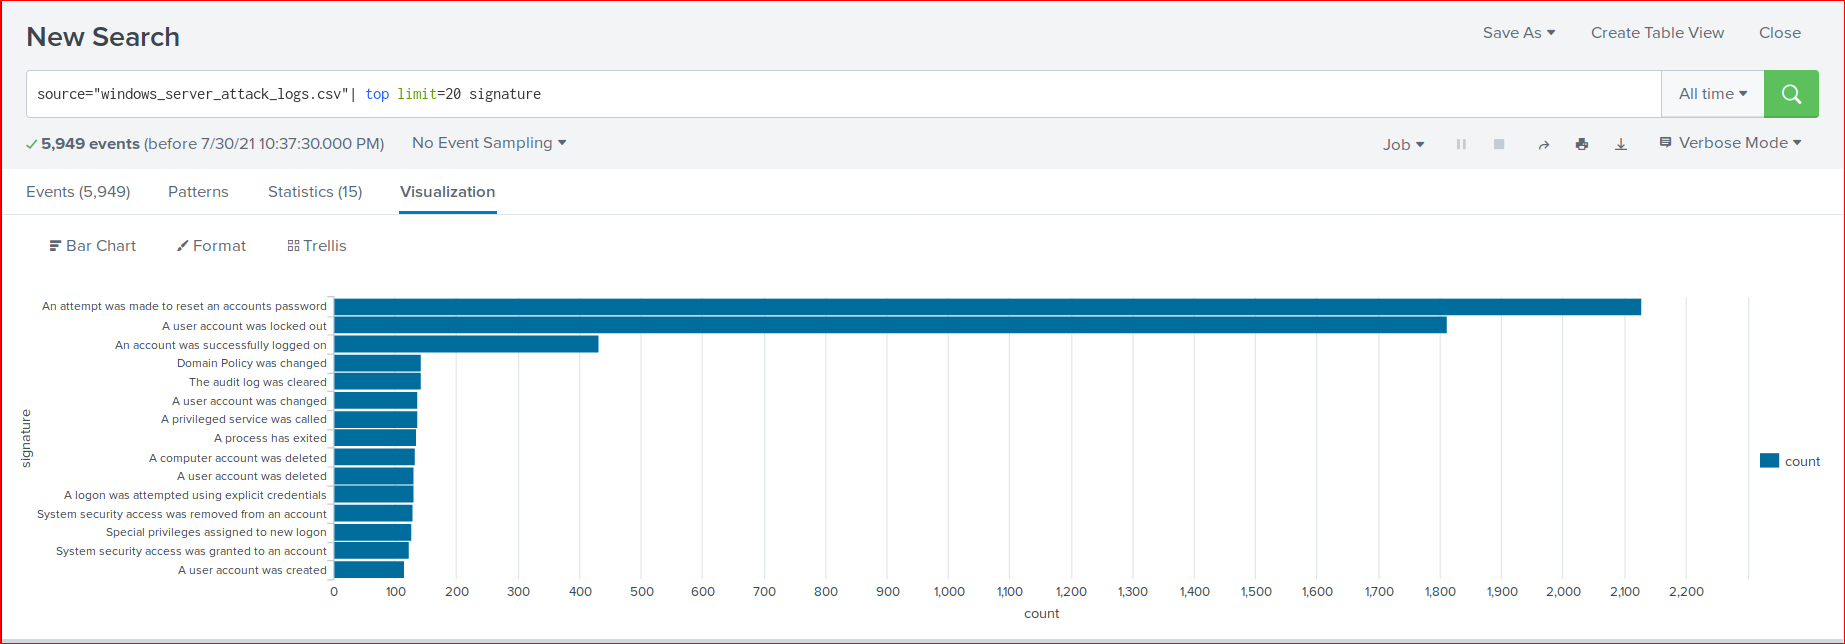 New Search
Save As
Create Table View
Close
source="windows_server_attack_logs.csv"| top limit=20 signature
All time
5,949 events (before 7/30/21 10:37:30.000 PM)
No Event Sampling
Job
Verbose Mode
Events (5,949)
Patterns
Statistics (15)
Visualization
Bar Chart
Format
Trellis
An attempt was made to reset an accounts password
A user account was locked out
An account was successfully logged on
Domain Policy was changed
The audit log was cleared
A user account was changed
A privileged service was called
A process has exited
A computer account was deleted
A user account was deleted
A logon was attempted using explicit credentials
System security access was removed from an account
Special privileges assigned to new logon
System security access was granted to an account
A user account was created
signature
0 100 200 300 400 500 600 700 800 900 1,000 1,100 1,200 1,300 1,400 1,500 1,600 1,700 1,800 1,900 2,000 2,100 2,200
count
count